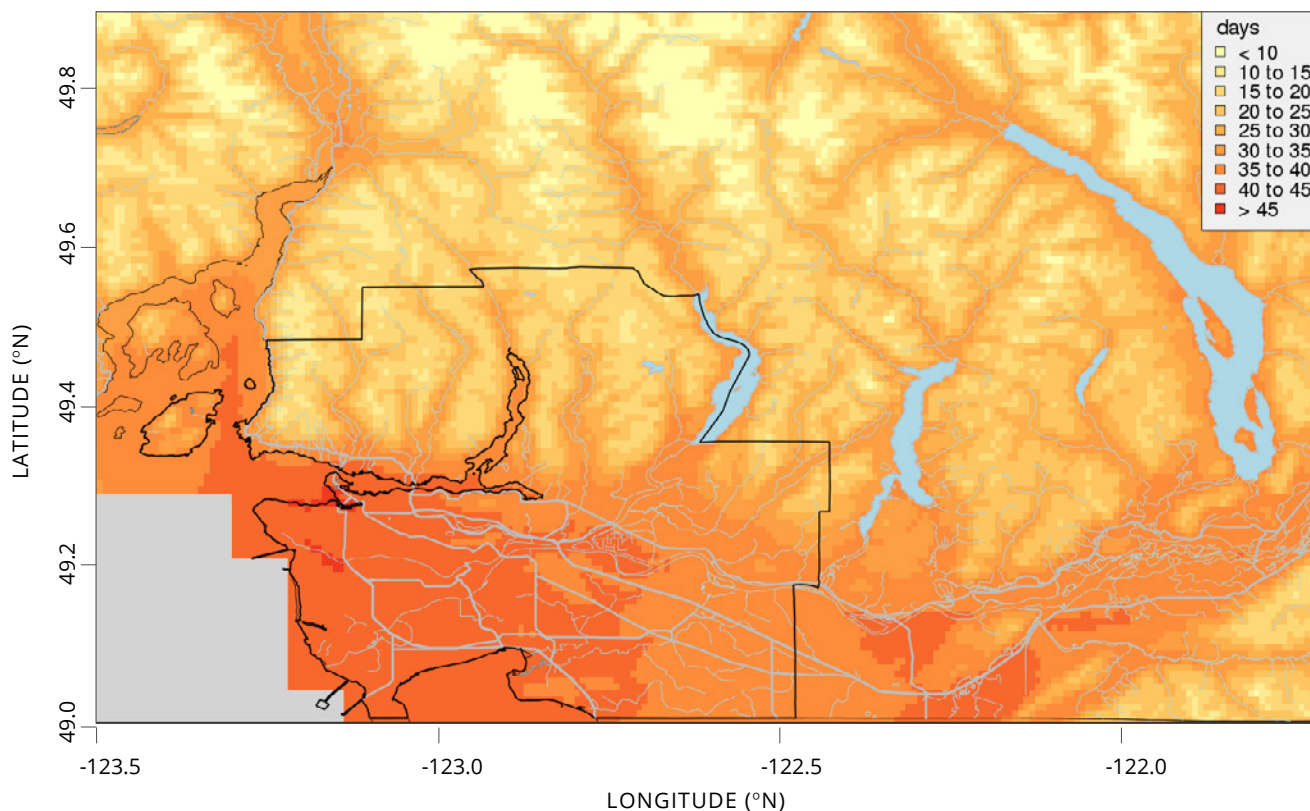 days
< 10
10 to 15
15 to 20
20 to 25
25 to 30
30 to 35
35 to 40
40 to 45
> 45
49.8
49.6
49.4
49.2
49.0
LATITUDE (°N)
-123.5 -123.0 -122.5 -122.0
LONGITUDE (°N)